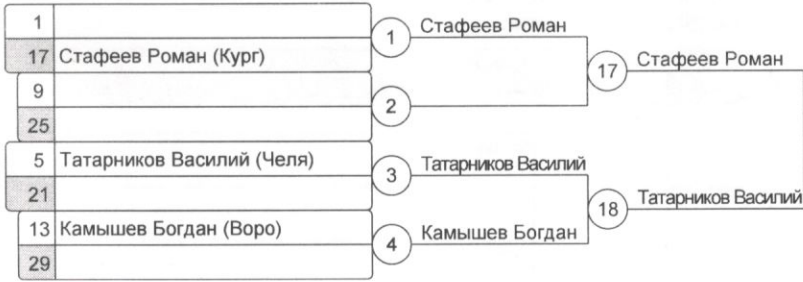 1
Стафеев Роман
17 Стафеев Роман (Кург)
1
Стафеев Роман
17
9
2
25
5 Татарников Василий (Челя)
Татарников Василий
3
21
Татарников Василий
18
13 Камышев Богдан (Воро)
Камышев Богдан
4
29